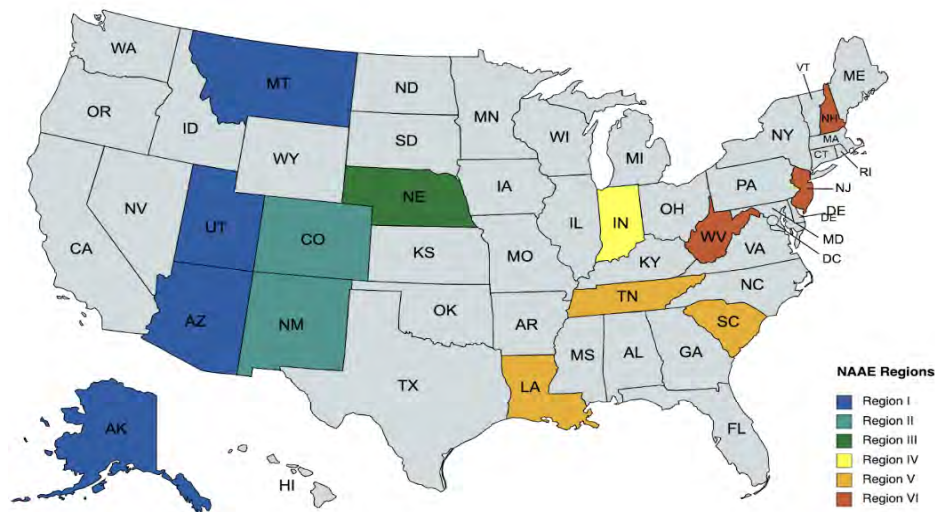 WA
MT
ND
MN
VT
ME
OR
ID
SD
WI
NY
NH
MA
WY
MI
CT
RI
NE
IA
PA
NJ
NV
UT
CO
IL
IN
OH
DE
DE
CA
KS
MO
WV
VA
MD
KY
DC
AZ
NM
OK
AR
TN
NC
SC
MS
AL
GA
TX
LA
NAAE Regions
Region I
Region II
Region III
Region IV
Region V
Region VI
AK
FL
HI